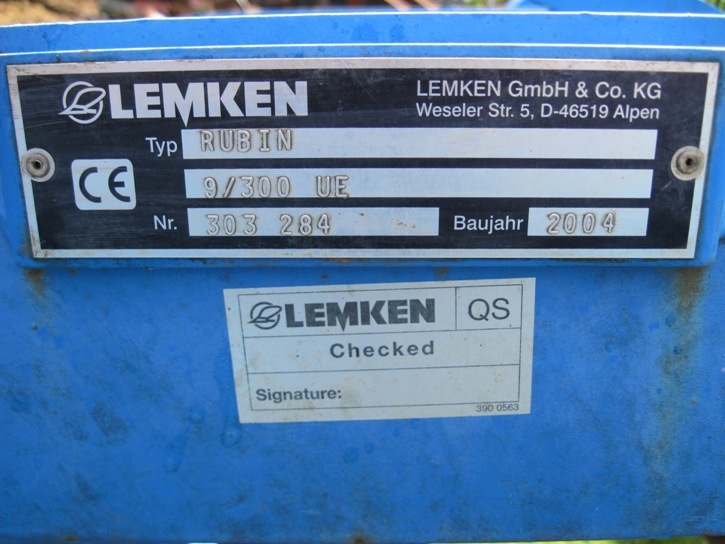 LEMKEN
LEMKEN GmbH & Co. KG
Weseler Str. 5, D-46519 Alpen
Typ RUBIN
CE
9/300 UE
Nr. 303 284 Baujahr 2004
LEMKEN QS
Checked
Signature:
390 0563